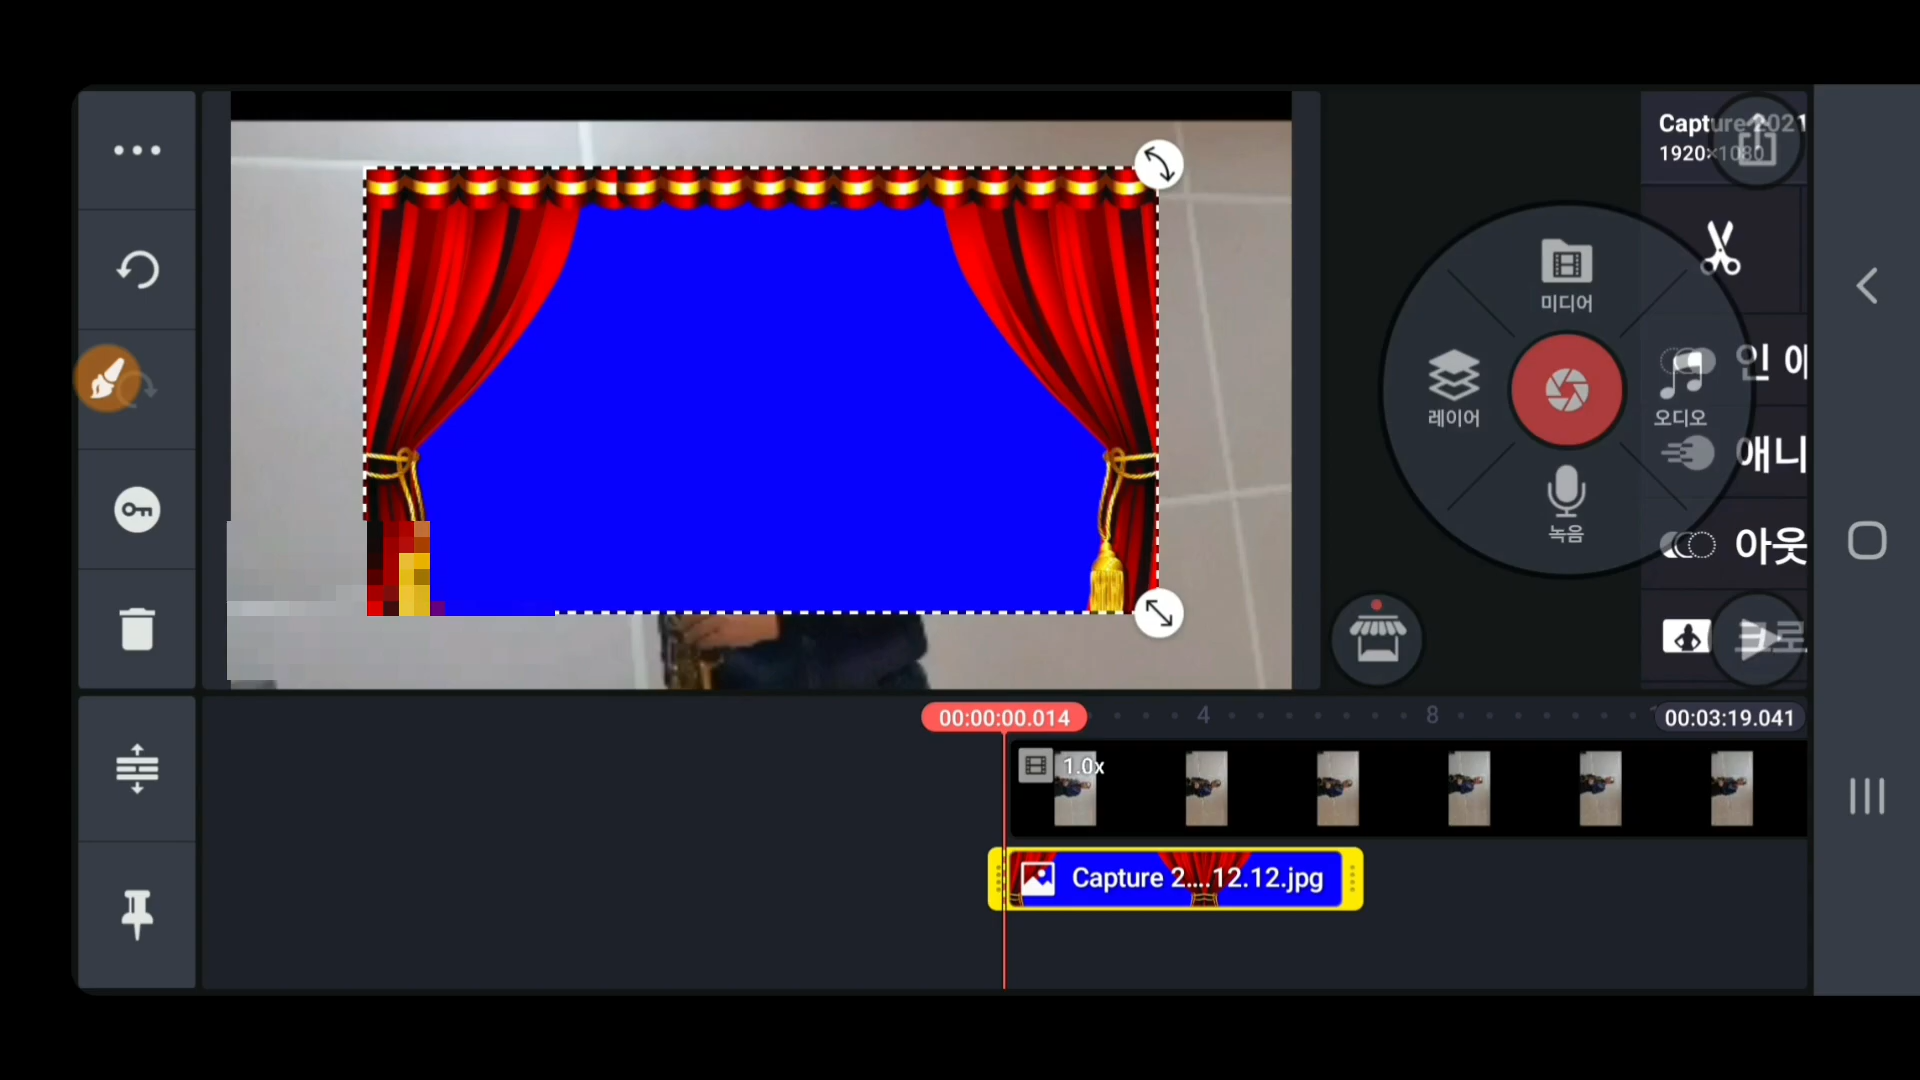 Capture 2021
1920×1080
미디어
레이어
오디오
녹음
인 아
애니
아웃
크로
00:00:00.014
4
8
00:03:19.041
1.0x
Capture 2....12.12.jpg